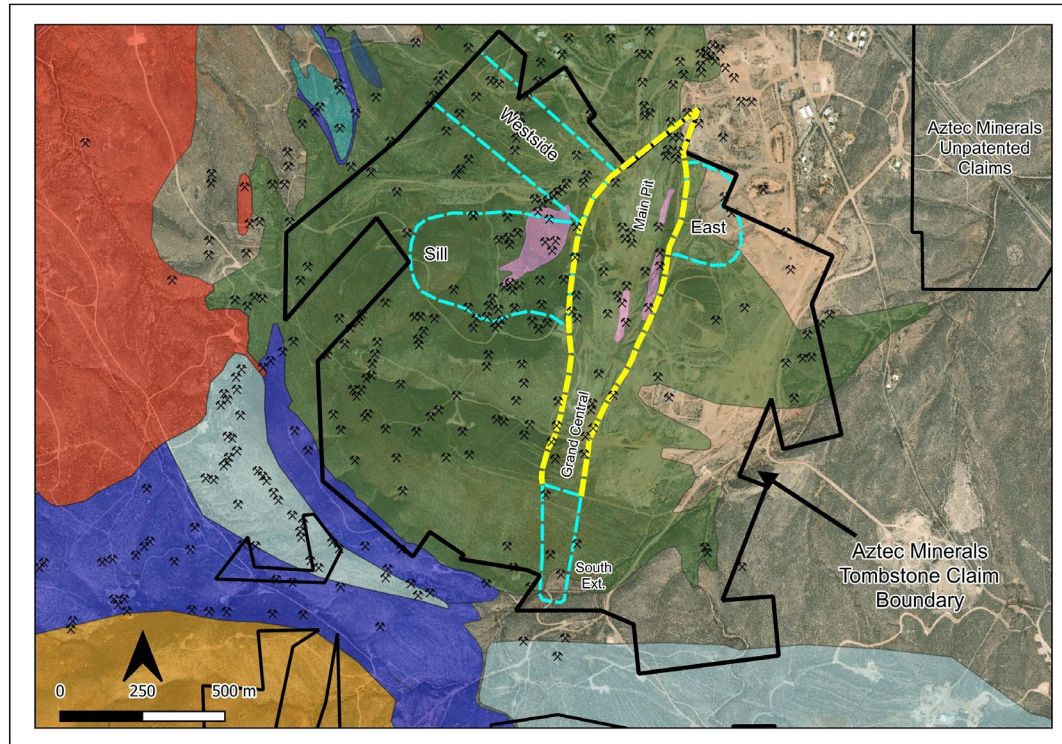 Aztec Minerals
Unpatented
Claims
Westside
Main Pit
East
Sill
Grand Central
South
Ext.
Aztec Minerals
Tombstone Claim
Boundary
0 250 500 m